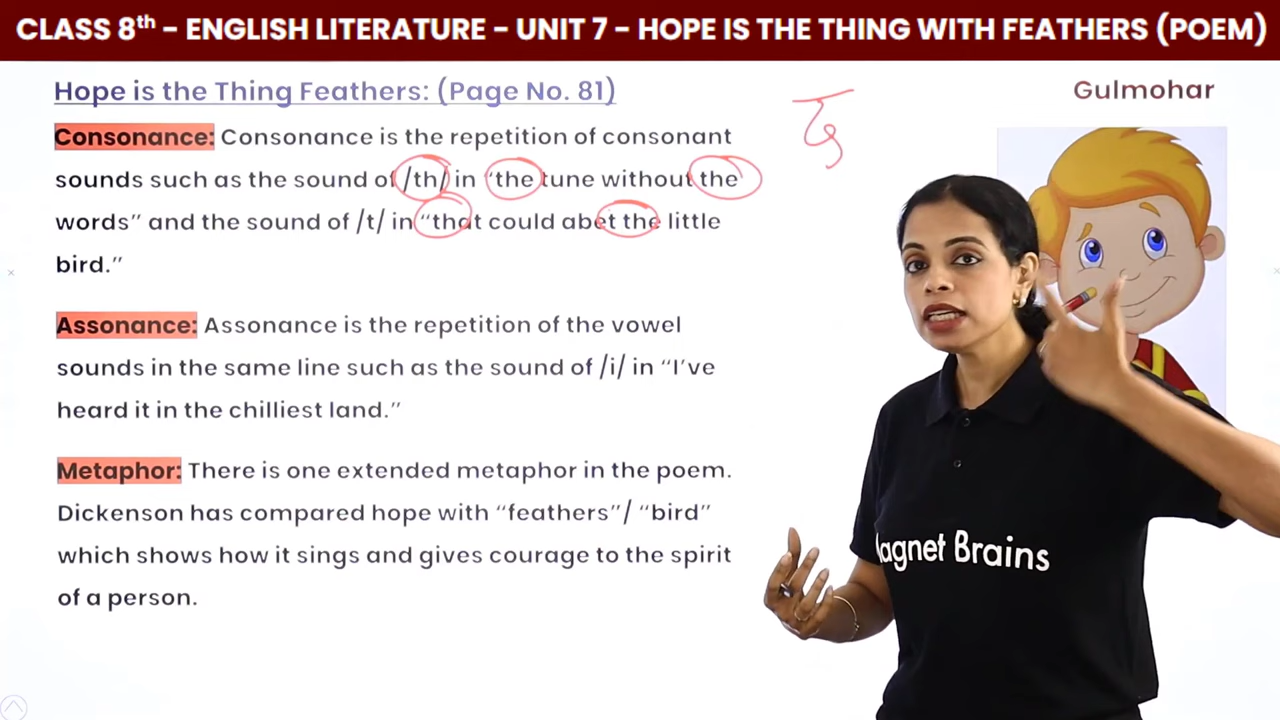 CLASS 8th - ENGLISH LITERATURE - UNIT 7 - HOPE IS THE THING WITH FEATHERS (POEM)
Hope is the Thing Feathers: (Page No. 81)
Gulmohar
Consonance: Consonance is the repetition of consonant
sounds such as the sound of /th/ in “the tune without the
words” and the sound of /t/ in “that could abet the little
bird.”
Assonance: Assonance is the repetition of the vowel
sounds in the same line such as the sound of /i/ in “I’ve
heard it in the chilliest land.”
Metaphor: There is one extended metaphor in the poem.
Dickenson has compared hope with “feathers”/ “bird”
which shows how it sings and gives courage to the spirit
of a person.
agnet Brains